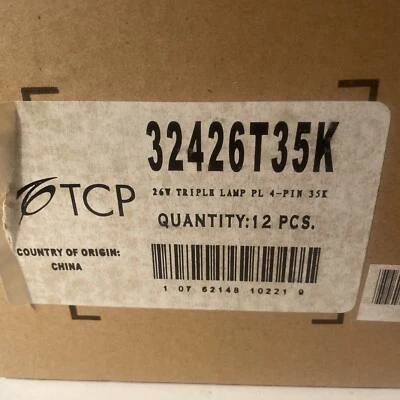 32426T35K
TCP
26W TRIPLE LAMP PL 4-PIN 35K
QUANTITY:12 PCS.
COUNTRY OF ORIGIN:
CHINA
1 07 62148 10221 9